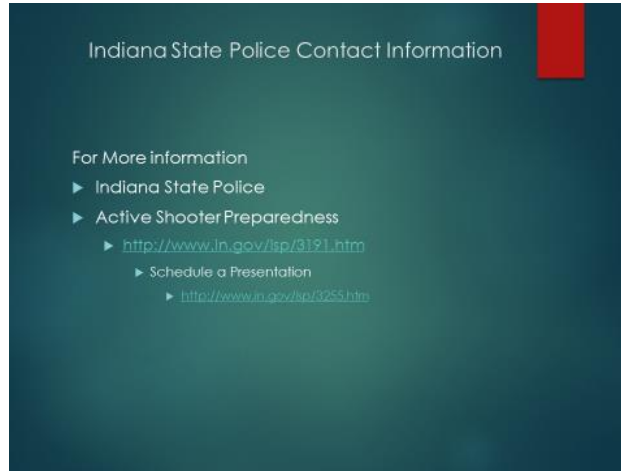 Indiana State Police Contact Information
For More information
Indiana State Police
Active Shooter Preparedness
http://www.in.gov/isp/3191.htm
Schedule a Presentation
http://www.in.gov/isp/3255.htm